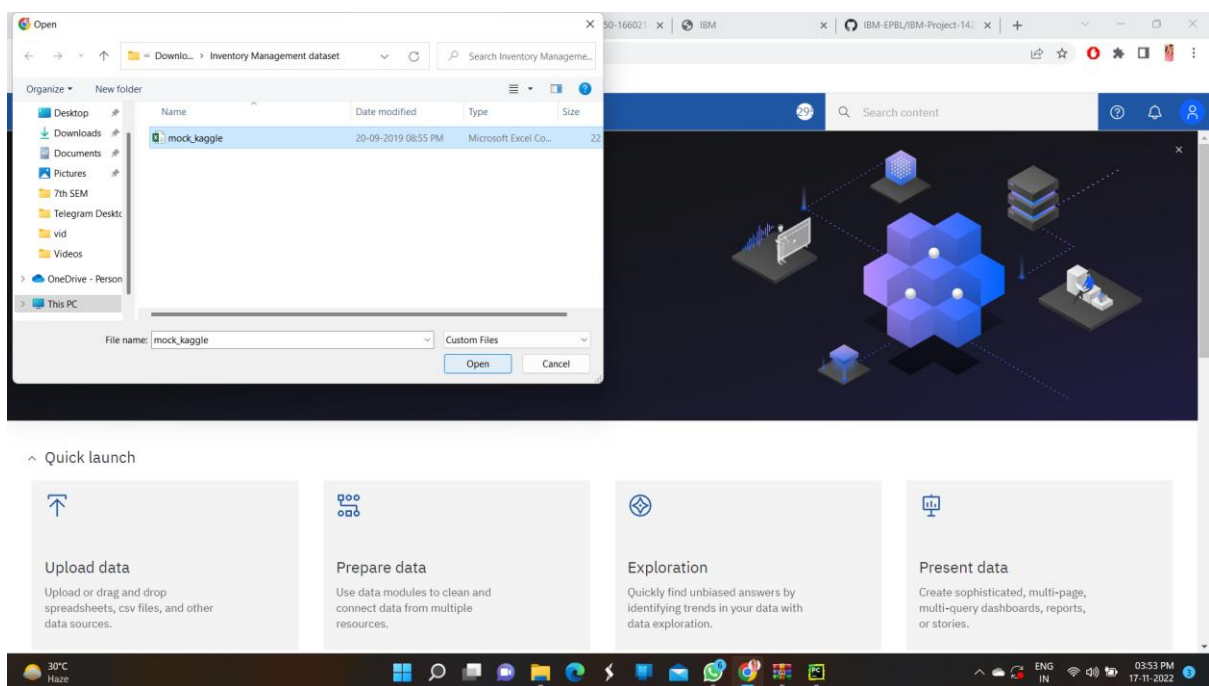 Open
50-166021
IBM
IBM-EPBL/IBM-Project-142
« Downlo... > Inventory Management dataset
Search Inventory Manageme...
Organize
New folder
Name
Date modified
Type
Size
mock_kaggle
20-09-2019 08:55 PM
Microsoft Excel Co...
22
Desktop
Downloads
Documents
Pictures
7th SEM
Telegram Deskt
vid
Videos
OneDrive - Person
This PC
File name:
mock_kaggle
Custom Files
Open
Cancel
29
Search content
Quick launch
Upload data
Upload or drag and drop
spreadsheets, csv files, and other
data sources.
Prepare data
Use data modules to clean and
connect data from multiple
resources.
Exploration
Quickly find unbiased answers by
identifying trends in your data with
data exploration.
Present data
Create sophisticated, multi-page,
multi-query dashboards, reports,
or stories.
30°C
Haze
ENG
IN
03:53 PM
17-11-2022
3